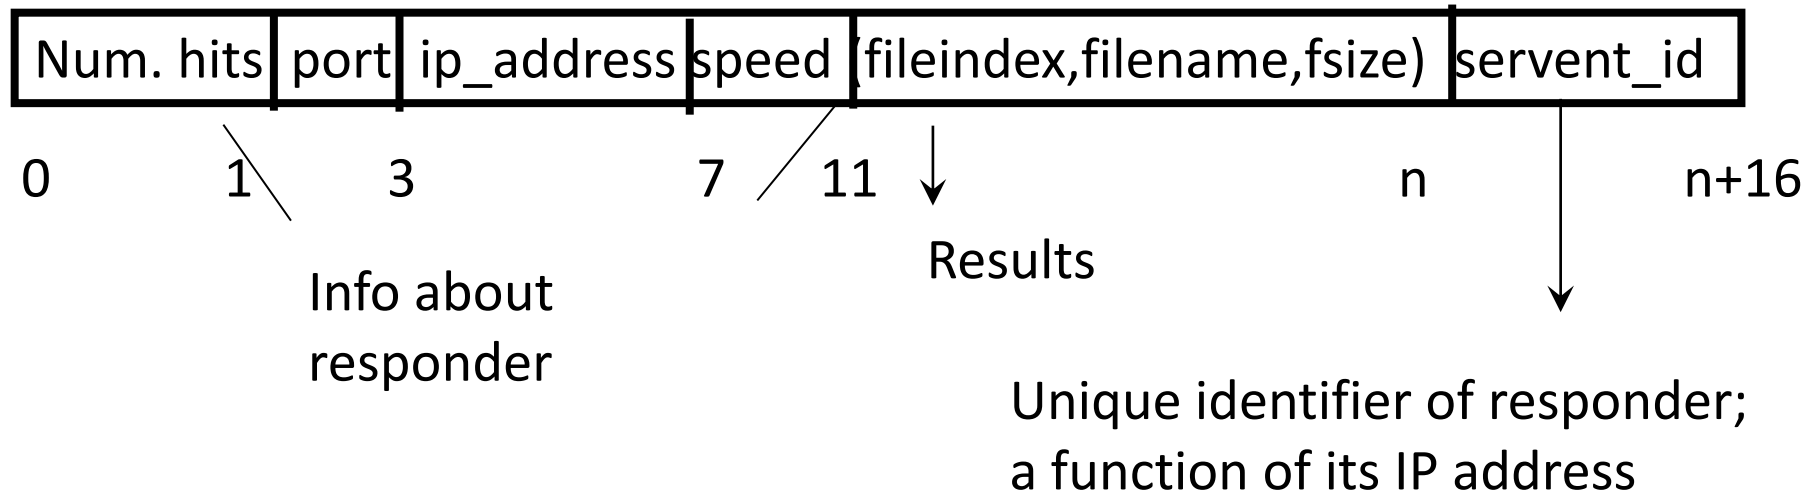 Num. hits port ip_address speed (fileindex,filename,fsize) servent_id
0 1 3 7 11 n n+16
Results
Info about
responder
Unique identifier of responder;
a function of its IP address